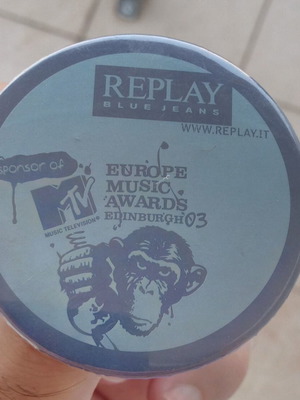 REPLAY
BLUE JEANS
WWW.REPLAY.IT
sponsor of
MTV
MUSIC TELEVISION
EUROPE
MUSIC
AWARDS
EDINBURGH 03